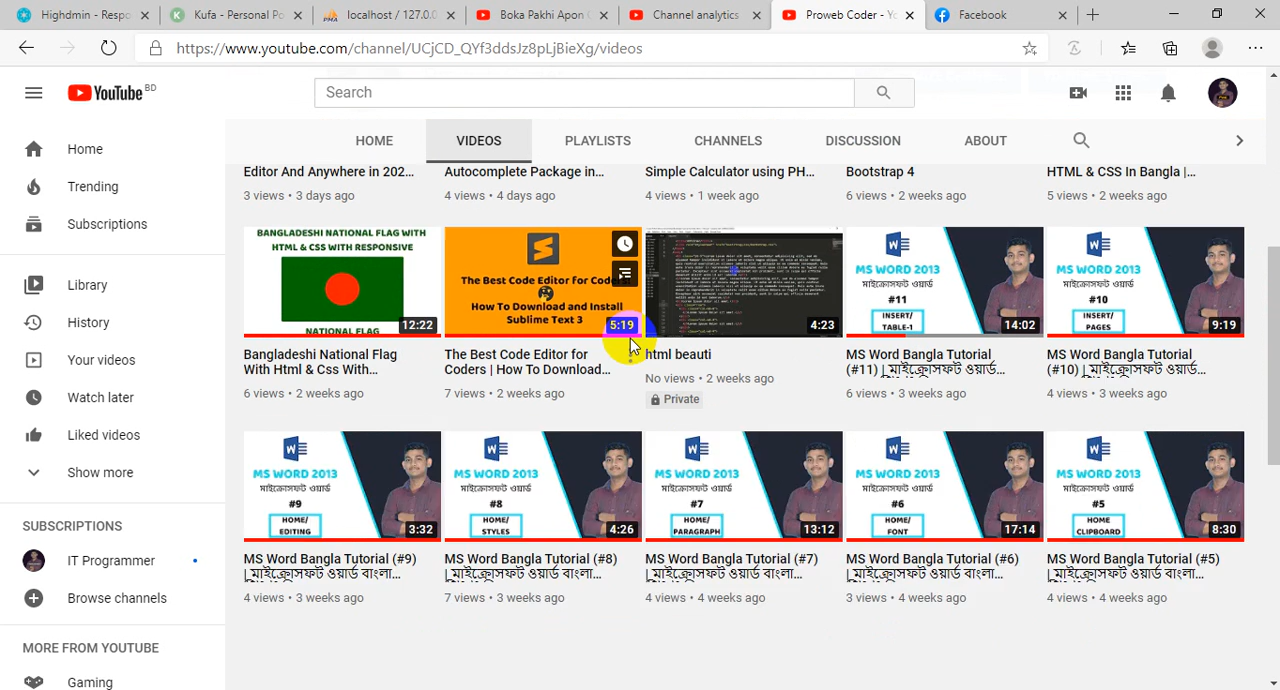 Highdmin - Respo
Kufa - Personal Po
localhost / 127.0.0
Boka Pakhi Apon O
Channel analytics
Proweb Coder - Yo
Facebook
https://www.youtube.com/channel/UCjCD_QYf3ddsJz8pLjBieXg/videos
YouTube BD
Search
HOME
VIDEOS
PLAYLISTS
CHANNELS
DISCUSSION
ABOUT
Home
Trending
Subscriptions
Library
History
Your videos
Watch later
Liked videos
Show more
SUBSCRIPTIONS
IT Programmer
Browse channels
MORE FROM YOUTUBE
Gaming
Editor And Anywhere in 202...
3 views • 3 days ago
Autocomplete Package in...
4 views • 4 days ago
Simple Calculator using PH...
4 views • 1 week ago
Bootstrap 4
6 views • 2 weeks ago
HTML & CSS In Bangla |...
5 views • 2 weeks ago
BANGLADESHI NATIONAL FLAG
WITH HTML & CSS WITH
RESPONSIVE
NATIONAL FLAG
12:22
Bangladeshi National Flag
With Html & Css With...
6 views • 2 weeks ago
The Best Code Editor for Coders
How To Download and Install
Sublime Text 3
5:19
The Best Code Editor for
Coders | How To Download...
7 views • 2 weeks ago
4:23
html beauti
No views • 2 weeks ago
Private
MS WORD 2013
মাইক্রোসফট ওয়ার্ড
#11
INSERT/
TABLE-1
14:02
MS Word Bangla Tutorial
(#11) | মাইক্রোসফট ওয়ার্ড...
6 views • 3 weeks ago
MS WORD 2013
মাইক্রোসফট ওয়ার্ড
#10
INSERT/
PAGES
9:19
MS Word Bangla Tutorial
(#10) | মাইক্রোসফট ওয়ার্ড...
4 views • 3 weeks ago
MS WORD 2013
মাইক্রোসফট ওয়ার্ড
#9
HOME/
EDITING
3:32
MS Word Bangla Tutorial (#9)
| মাইক্রোসফট ওয়ার্ড বাংলা...
4 views • 3 weeks ago
MS WORD 2013
মাইক্রোসফট ওয়ার্ড
#8
HOME/
STYLES
4:26
MS Word Bangla Tutorial (#8)
| মাইক্রোসফট ওয়ার্ড বাংলা...
7 views • 3 weeks ago
MS WORD 2013
মাইক্রোসফট ওয়ার্ড
#7
HOME/
PARAGRAPH
13:12
MS Word Bangla Tutorial (#7)
| মাইক্রোসফট ওয়ার্ড বাংলা...
4 views • 4 weeks ago
MS WORD 2013
মাইক্রোসফট ওয়ার্ড
#6
HOME/
FONT
17:14
MS Word Bangla Tutorial (#6)
| মাইক্রোসফট ওয়ার্ড বাংলা...
3 views • 4 weeks ago
MS WORD 2013
মাইক্রোসফট ওয়ার্ড
#5
HOME
CLIPBOARD
8:30
MS Word Bangla Tutorial (#5)
| মাইক্রোসফট ওয়ার্ড বাংলা...
4 views • 4 weeks ago